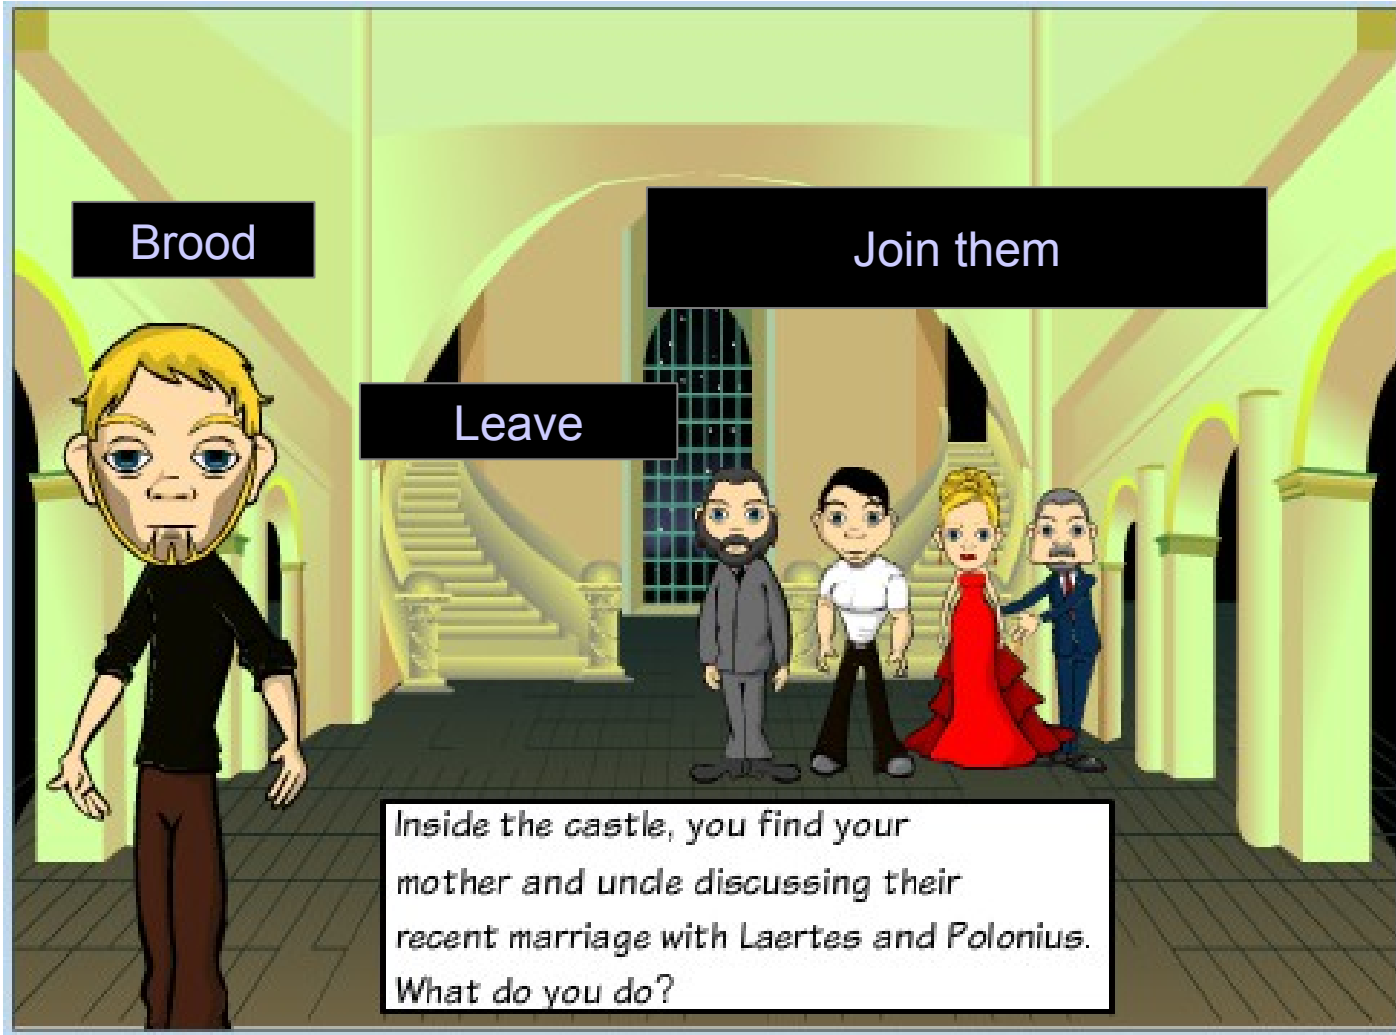 Brood
Join them
Leave
Inside the castle, you find your
mother and uncle discussing their
recent marriage with Laertes and Polonius.
What do you do?